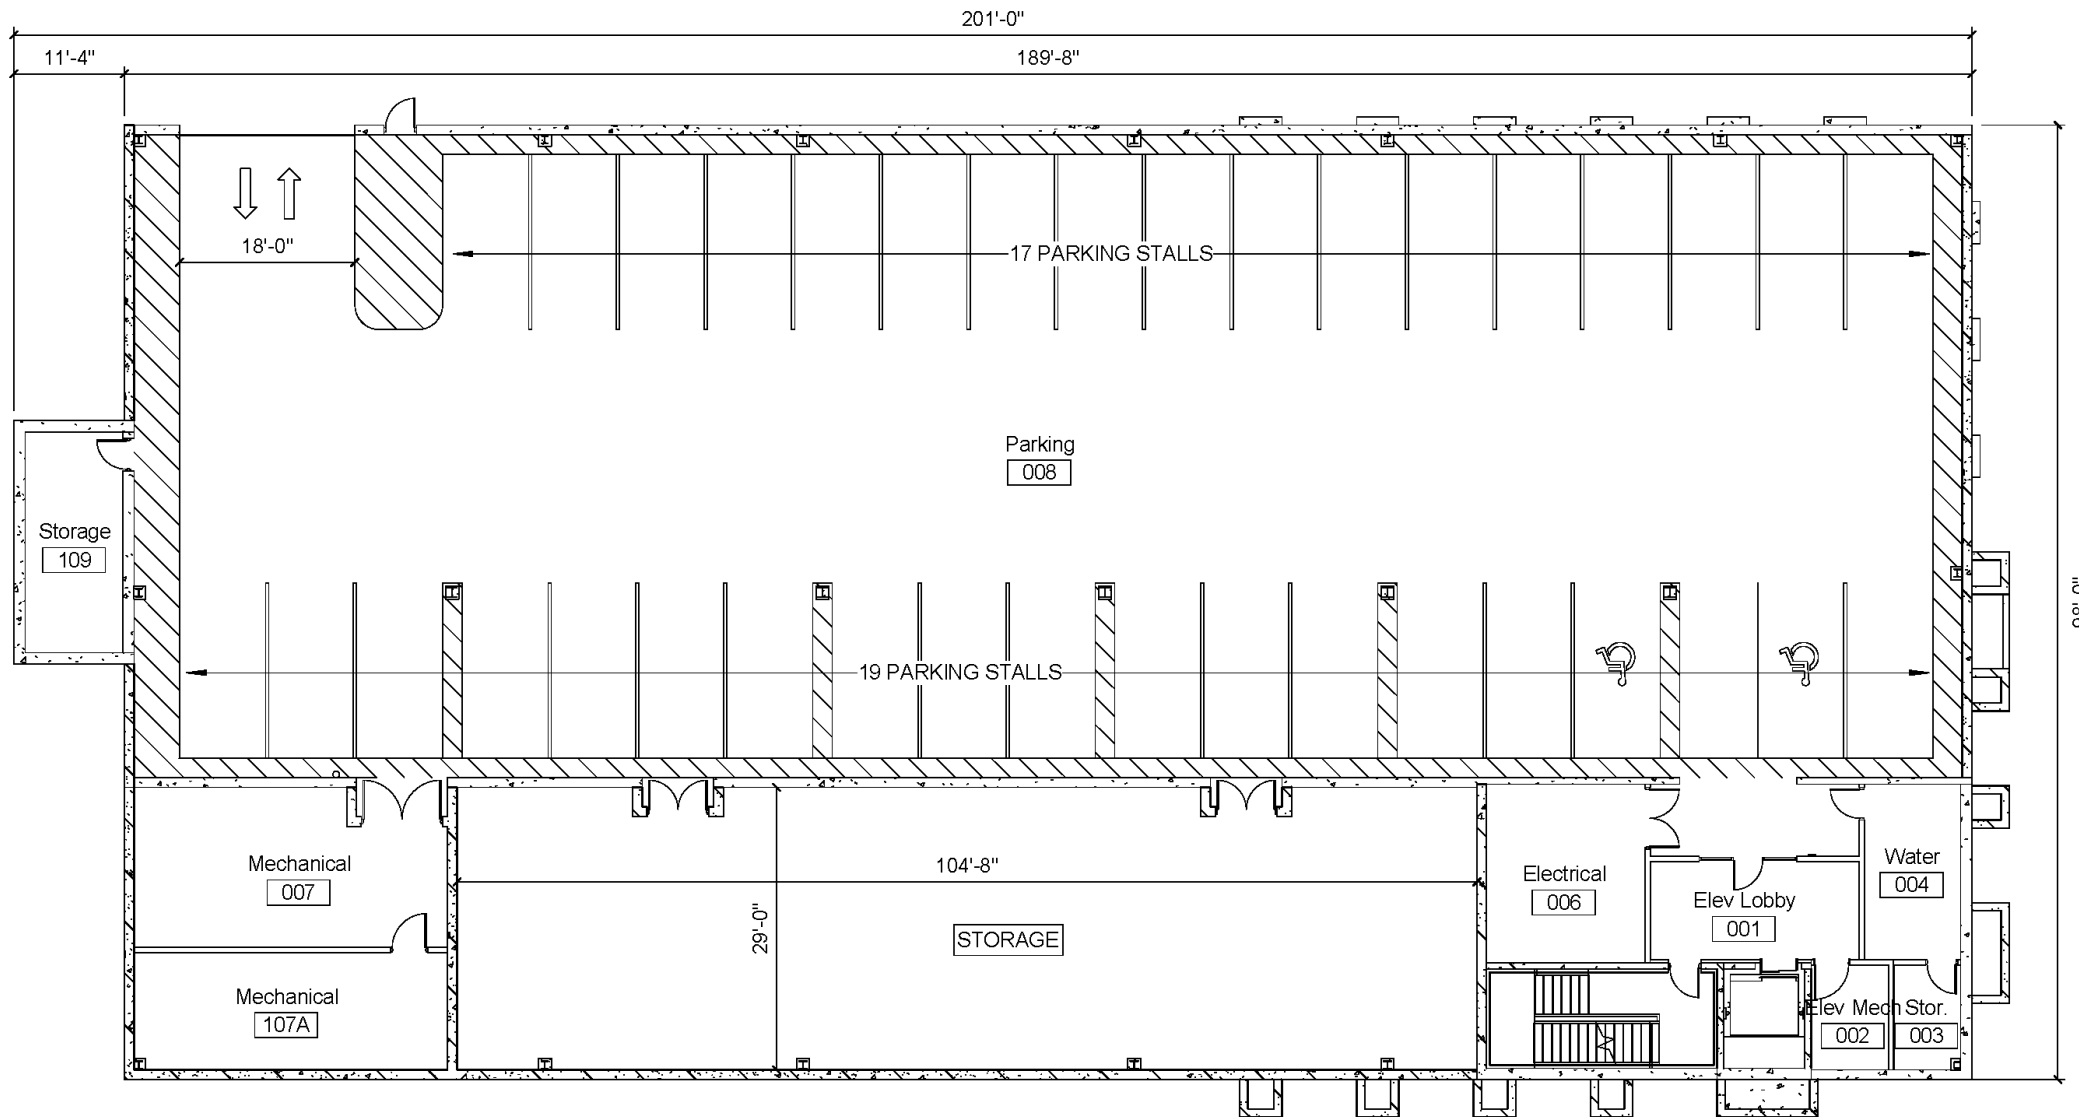 201'-0"
11'-4"
189'-8"
18'-0"
17 PARKING STALLS
Parking
008
Storage
109
98'-0"
19 PARKING STALLS
Mechanical
007
104'-8"
29'-0"
STORAGE
Electrical
006
Elev Lobby
001
Water
004
Mechanical
107A
Elev Mech
002
Stor.
003